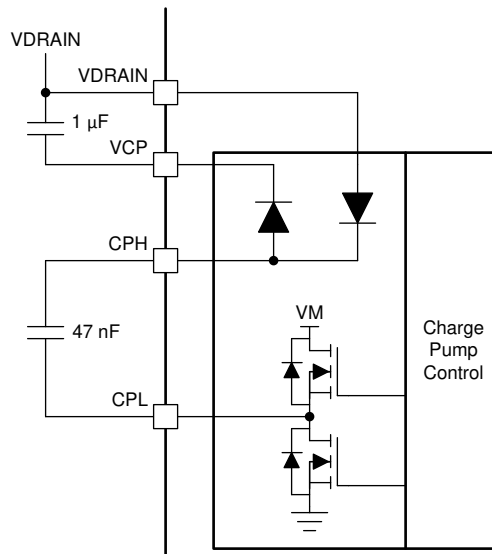 VDRAIN
VDRAIN
1 µF
VCP
CPH
47 nF
VM
Charge
Pump
Control
CPL